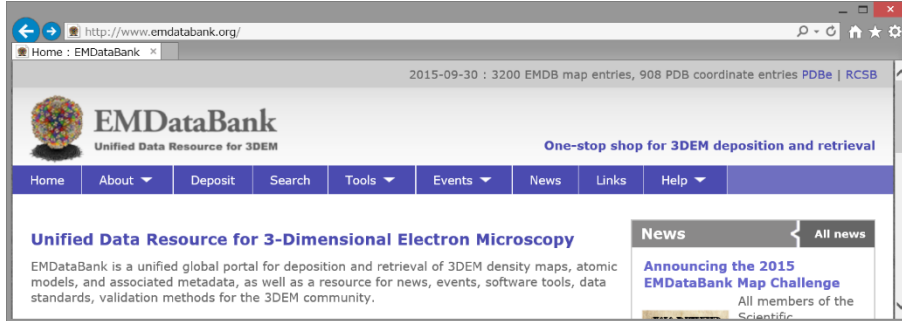 http://www.emdatabank.org/
Home : EMDataBank
2015-09-30 : 3200 EMDB map entries, 908 PDB coordinate entries PDBe | RCSB
EMDataBank
Unified Data Resource for 3DEM
One-stop shop for 3DEM deposition and retrieval
Home About Deposit Search Tools Events News Links Help
Unified Data Resource for 3-Dimensional Electron Microscopy
EMDataBank is a unified global portal for deposition and retrieval of 3DEM density maps, atomic
models, and associated metadata, as well as a resource for news, events, software tools, data
standards, validation methods for the 3DEM community.
News All news
Announcing the 2015
EMDataBank Map Challenge
All members of the
Scientific